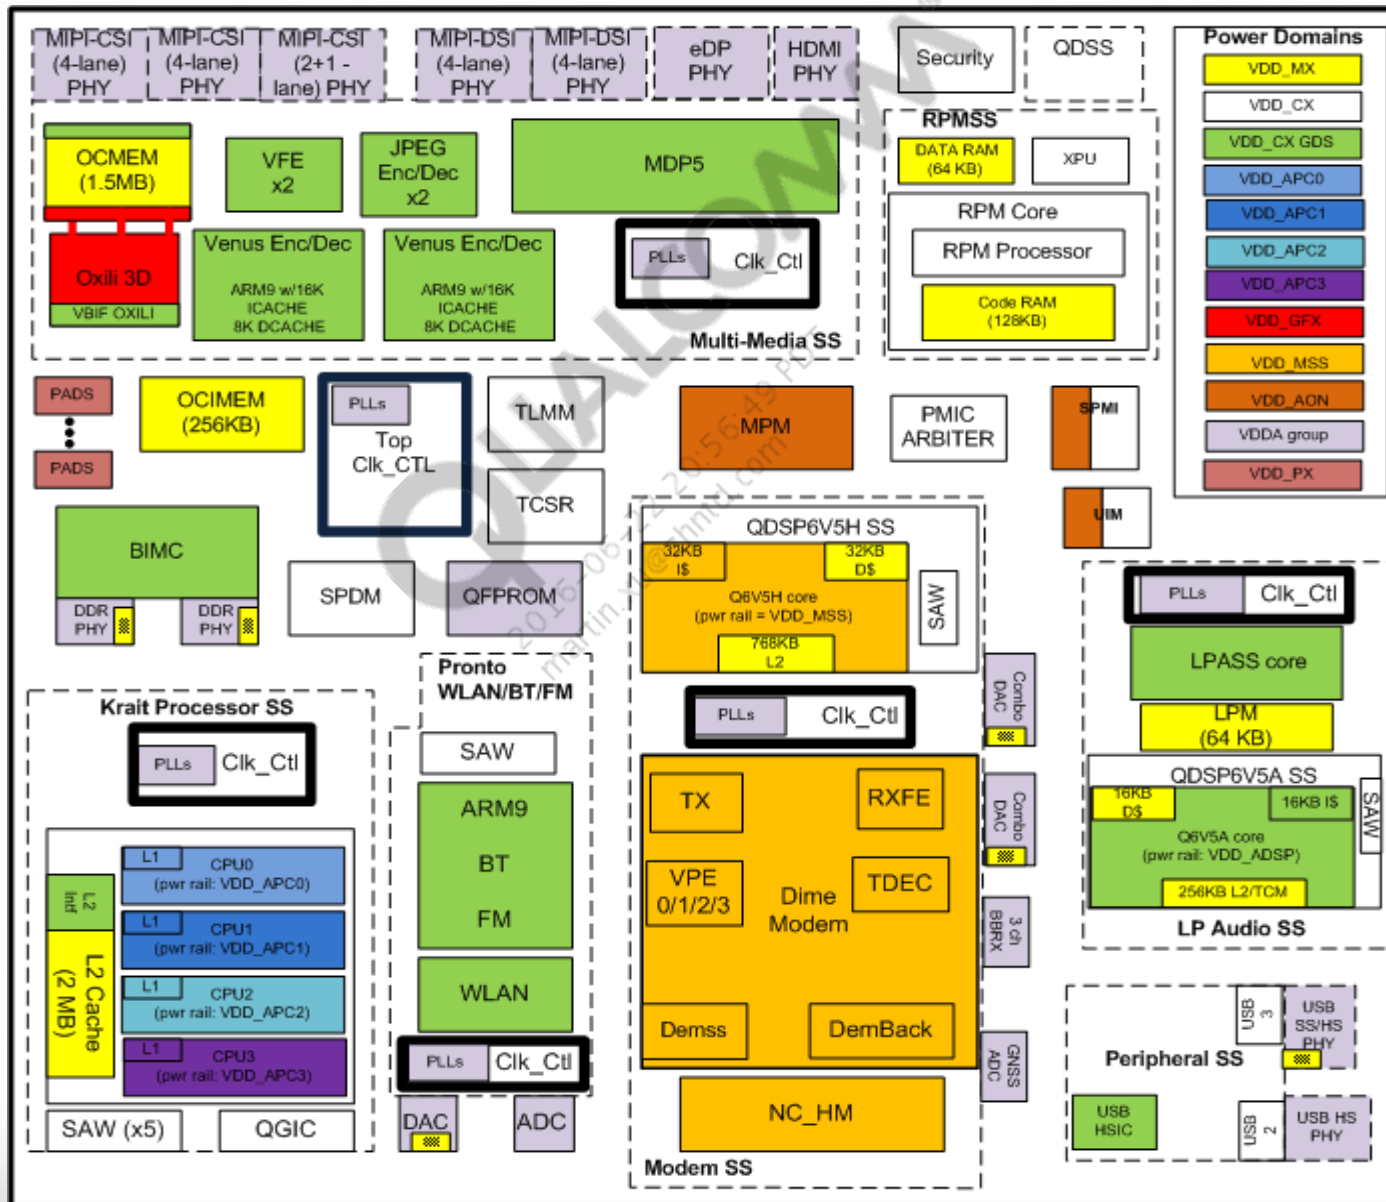 MIPI-CSI
(4-lane)
PHY
MIPI-CSI
(4-lane)
PHY
MIPI-CSI
(2+1 -
lane) PHY
MIPI-DSI
(4-lane)
PHY
MIPI-DSI
(4-lane)
PHY
eDP
PHY
HDMI
PHY
Security
QDSS
Power Domains
VDD_MX
VDD_CX
VDD_CX GDS
VDD_APC0
VDD_APC1
VDD_APC2
VDD_APC3
VDD_GFX
VDD_MSS
VDD_AON
VDDA group
VDD_PX
OCMEM
(1.5MB)
VFE
x2
JPEG
Enc/Dec
x2
MDP5
Oxili 3D
VBIF OXILI
Venus Enc/Dec
ARM9 w/16K
ICACHE
8K DCACHE
Venus Enc/Dec
ARM9 w/16K
ICACHE
8K DCACHE
PLLs
Clk_Ctl
Multi-Media SS
RPMSS
DATA RAM
(64 KB)
XPU
RPM Core
RPM Processor
Code RAM
(128KB)
PADS
PADS
OCIMEM
(256KB)
PLLs
Top
Clk_CTL
TLMM
TCSR
MPM
PMIC
ARBITER
SPMI
UIM
BIMC
DDR
PHY
DDR
PHY
SPDM
QFPROM
QUALCOMM
2016-06-22 20:56:49 PDT
martin.xu@zhmd.com
QDSP6V5H SS
32KB
I$
32KB
D$
Q6V5H core
(pwr rail = VDD_MSS)
768KB
L2
SAW
PLLs
Clk_Ctl
TX
RXFE
VPE
0/1/2/3
TDEC
Dime
Modem
Demss
DemBack
NC_HM
Modem SS
Combo
DAC
Combo
DAC
3 ch
BBRX
GNSS
ADC
PLLs
Clk_Ctl
LPASS core
LPM
(64 KB)
QDSP6V5A SS
16KB
D$
16KB I$
Q6V5A core
(pwr rail: VDD_ADSP)
256KB L2/TCM
SAW
LP Audio SS
Krait Processor SS
PLLs
Clk_Ctl
L2
Intf
L2 Cache
(2 MB)
L1
CPU0
(pwr rail: VDD_APC0)
L1
CPU1
(pwr rail: VDD_APC1)
L1
CPU2
(pwr rail: VDD_APC2)
L1
CPU3
(pwr rail: VDD_APC3)
SAW (x5)
QGIC
Pronto
WLAN/BT/FM
SAW
ARM9
BT
FM
WLAN
PLLs
Clk_Ctl
DAC
ADC
Peripheral SS
USB
3
USB
SS/HS
PHY
USB
HSIC
USB
2
USB HS
PHY